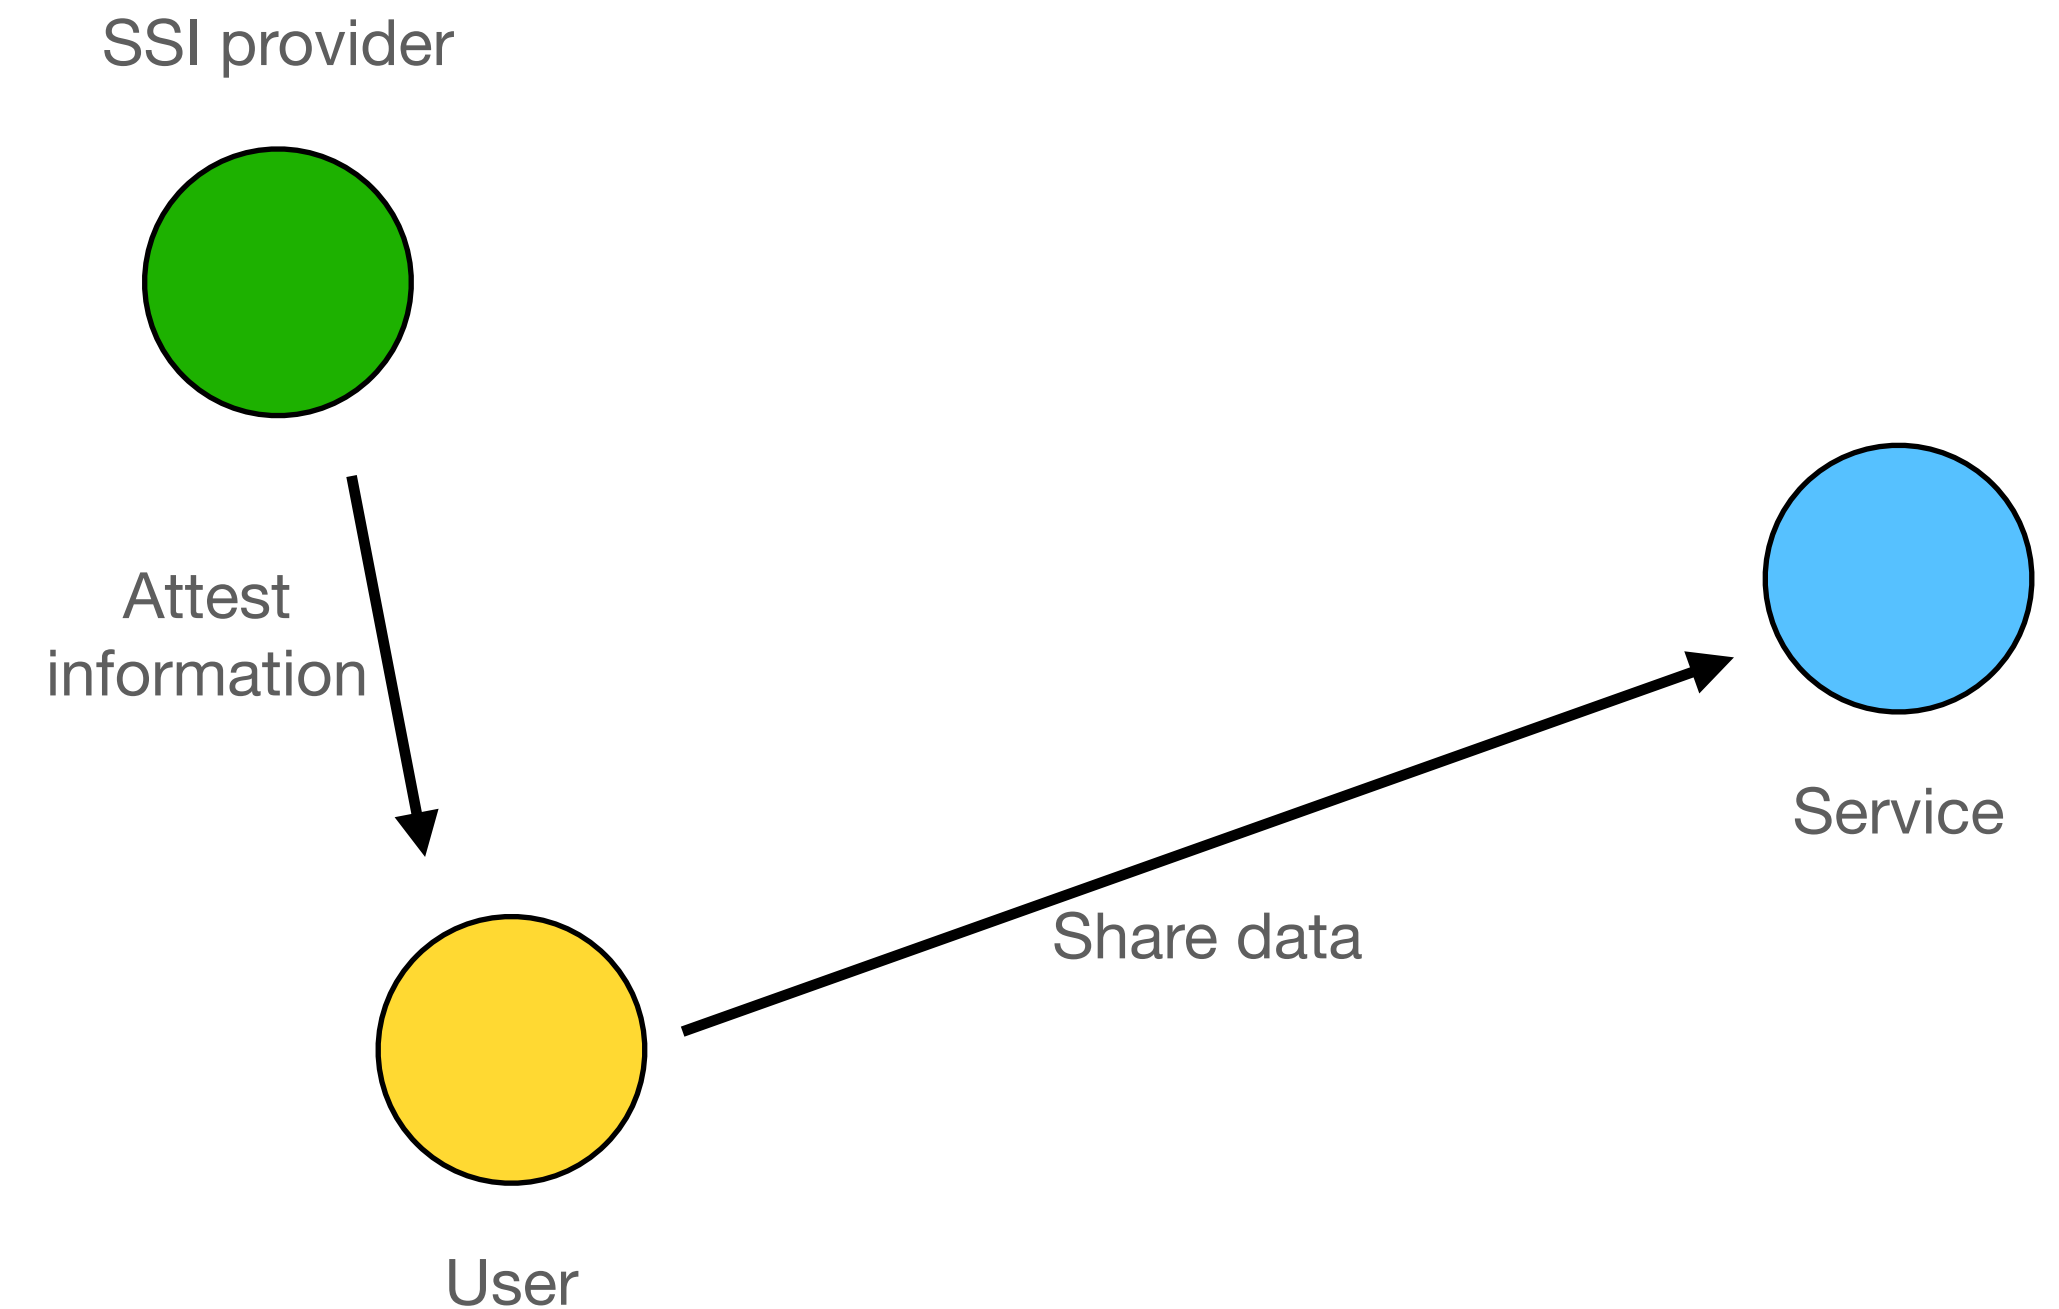 SSI provider
Attest
information
Service
Share data
User